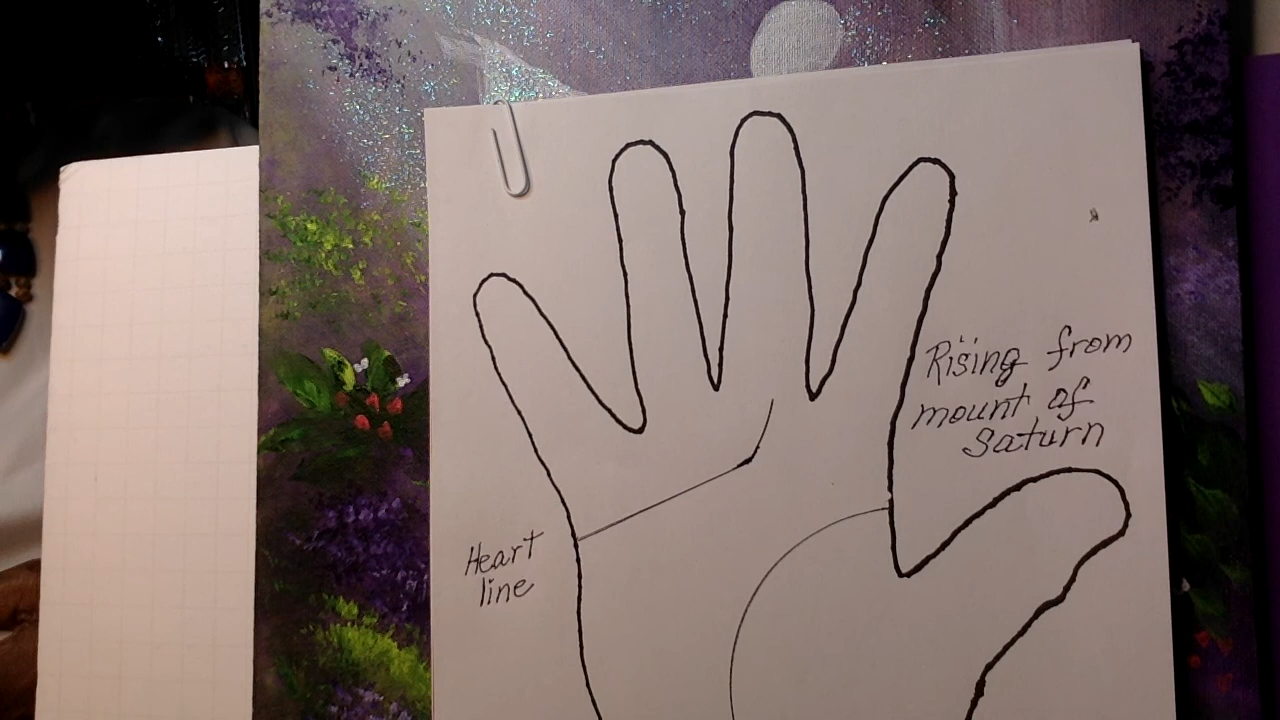 Rising from
mount of
Saturn
Heart
line